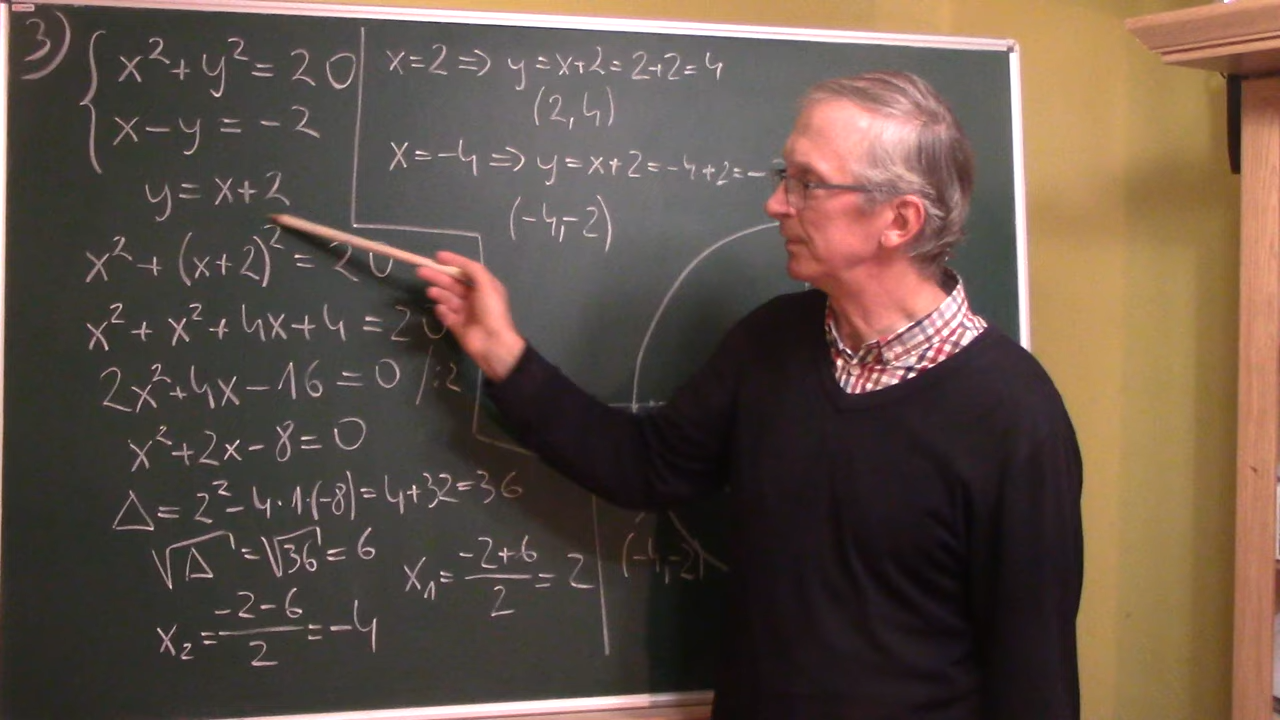 3)
x²+y²=20
x-y=-2
y=x+2
x²+(x+2)²=20
x²+x²+4x+4=20
2x²+4x-16=0 /:2
x²+2x-8=0
Δ=2²-4·1·(-8)=4+32=36
√Δ=√36=6
x₁=(-2+6)/2=2
x₂=(-2-6)/2=-4
x=2⇒y=x+2=2+2=4
(2,4)
x=-4⇒y=x+2=-4+2=-
(-4,-2)
(-4,-2)